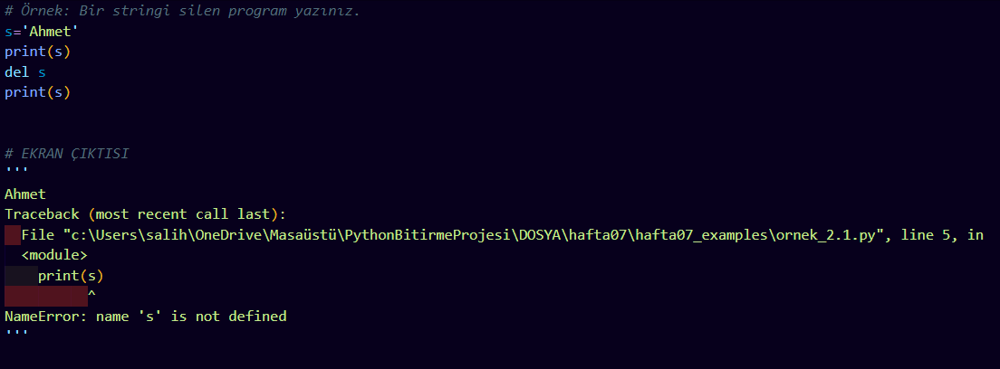 # Örnek: Bir stringi silen program yazınız.
s='Ahmet'
print(s)
del s
print(s)
# EKRAN ÇIKTISI
'''
Ahmet
Traceback (most recent call last):
  File "c:\Users\salih\OneDrive\Masaüstü\PythonBitirmeProjesi\DOSYA\hafta07\hafta07_examples\ornek_2.1.py", line 5, in
  <module>
    print(s)
          ^
NameError: name 's' is not defined
'''